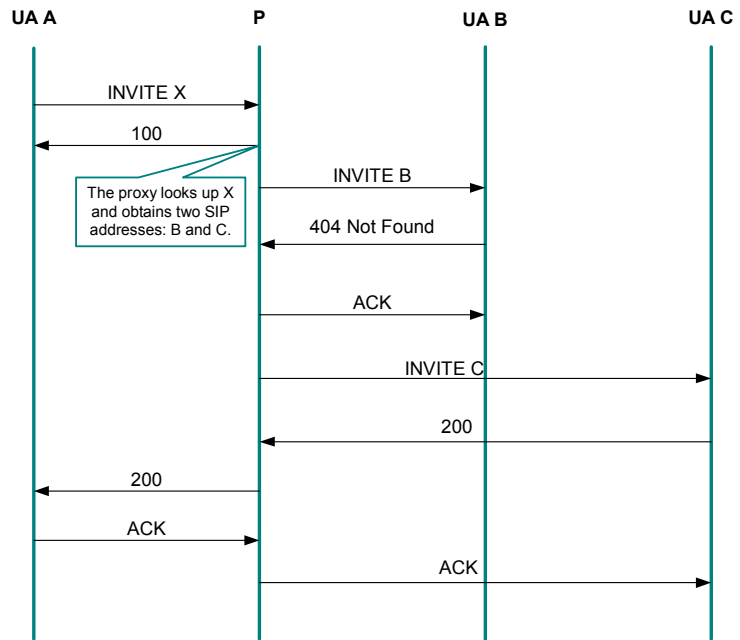 UA A
P
UA B
UA C
INVITE X
100
The proxy looks up X
and obtains two SIP
addresses: B and C.
INVITE B
404 Not Found
ACK
INVITE C
200
200
ACK
ACK